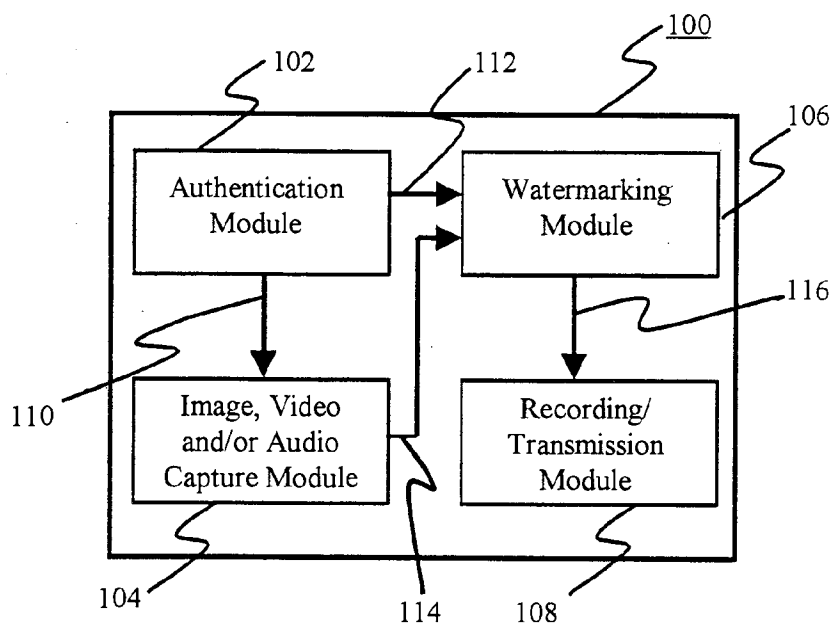 100
102
112
106
Authentication
Module
Watermarking
Module
116
110
Image, Video
and/or Audio
Capture Module
Recording/
Transmission
Module
104
114
108